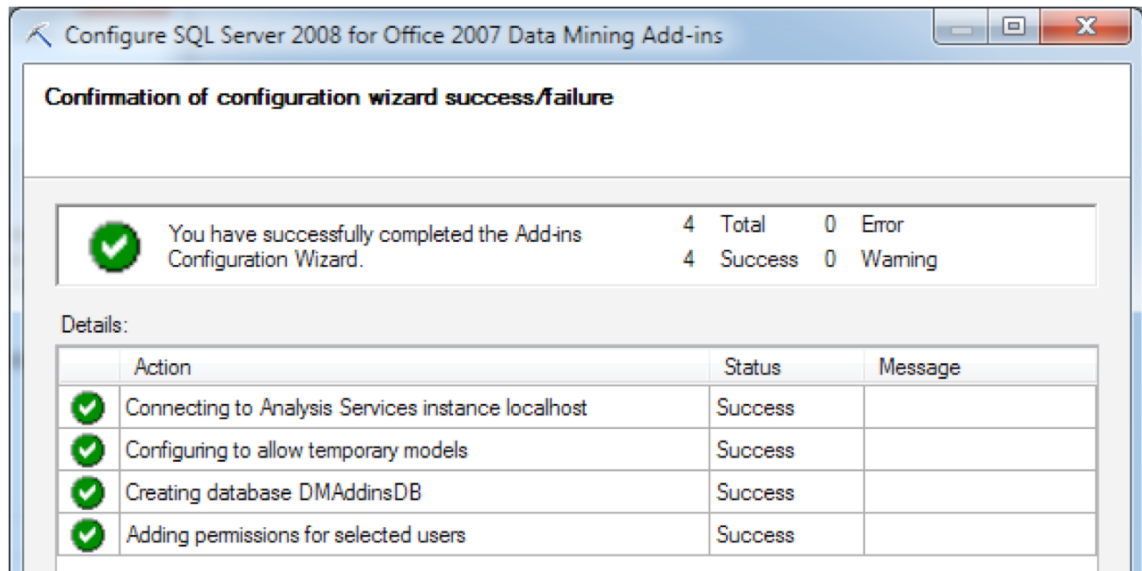 Configure SQL Server 2008 for Office 2007 Data Mining Add-ins
Confirmation of configuration wizard success/failure
You have successfully completed the Add-ins 4 Total 0 Error
Configuration Wizard. 4 Success 0 Warning
Details:
Action Status Message
Connecting to Analysis Services instance localhost Success
Configuring to allow temporary models Success
Creating database DMAddinsDB Success
Adding permissions for selected users Success